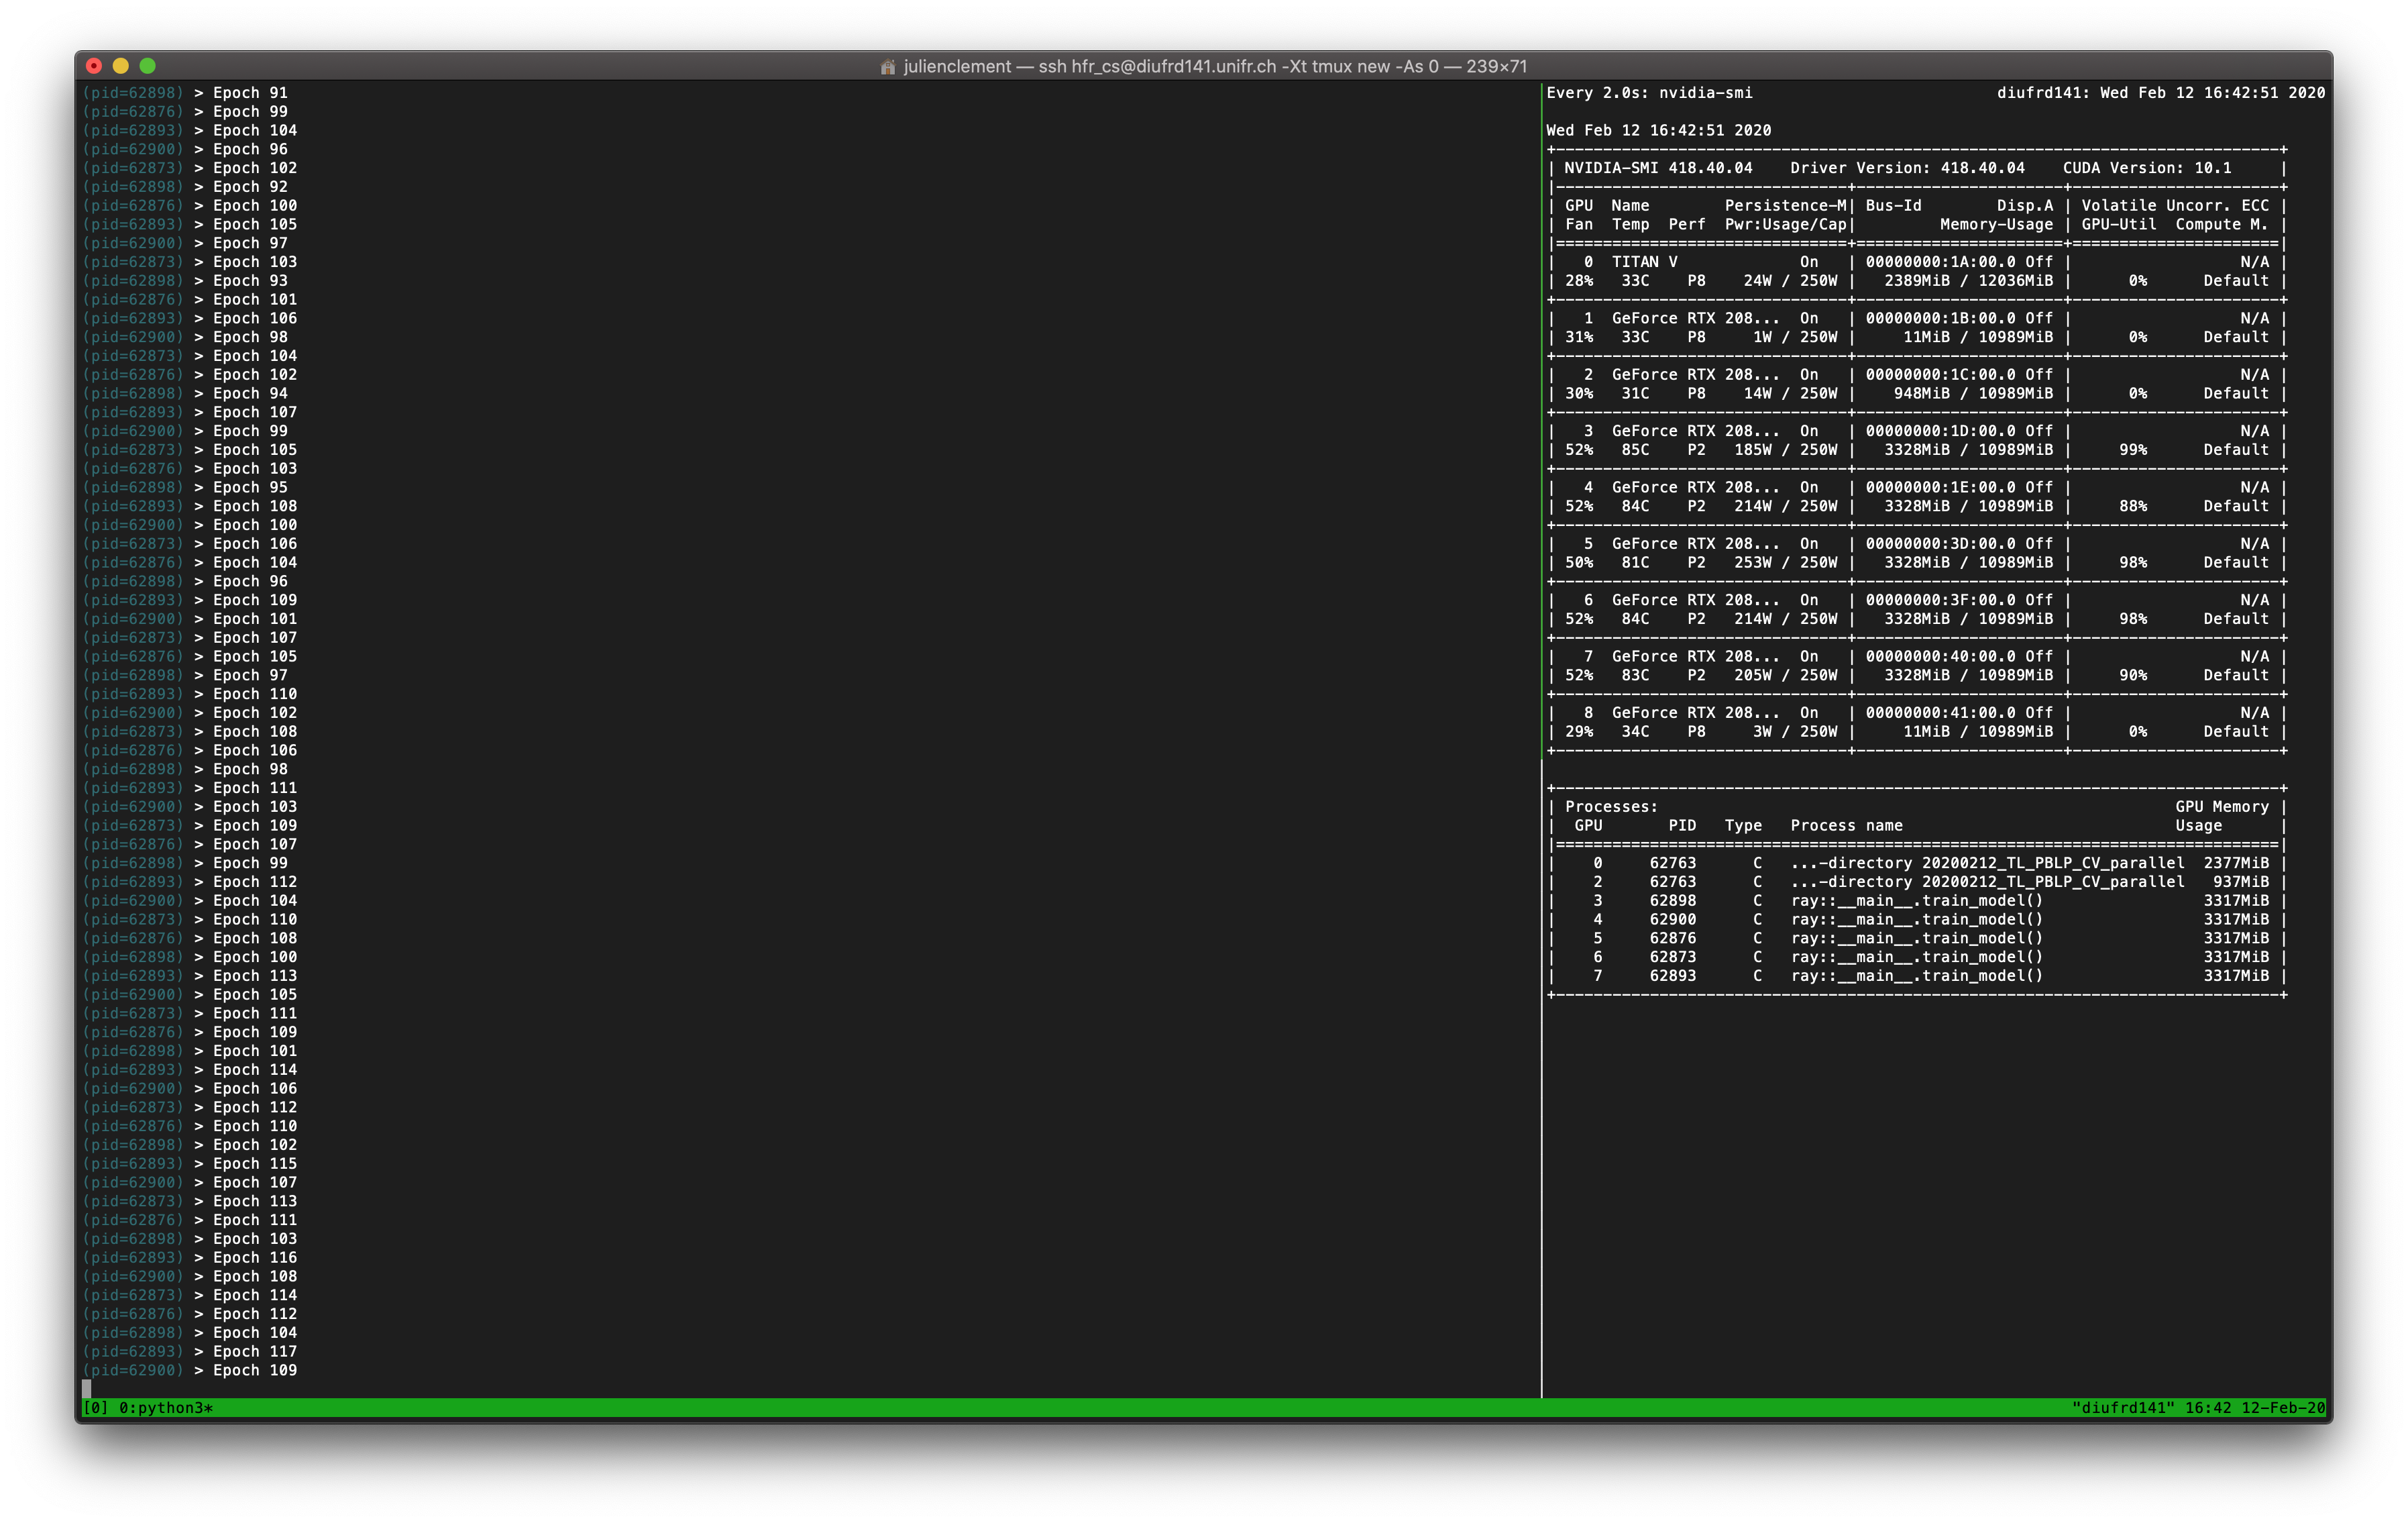 julienclement — ssh hfr_cs@diufrd141.unifr.ch -Xt tmux new -As 0 — 239×71
(pid=62898) > Epoch 91
(pid=62876) > Epoch 99
(pid=62893) > Epoch 104
(pid=62900) > Epoch 96
(pid=62873) > Epoch 102
(pid=62898) > Epoch 92
(pid=62876) > Epoch 100
(pid=62893) > Epoch 105
(pid=62900) > Epoch 97
(pid=62873) > Epoch 103
(pid=62898) > Epoch 93
(pid=62876) > Epoch 101
(pid=62893) > Epoch 106
(pid=62900) > Epoch 98
(pid=62873) > Epoch 104
(pid=62876) > Epoch 102
(pid=62898) > Epoch 94
(pid=62893) > Epoch 107
(pid=62900) > Epoch 99
(pid=62873) > Epoch 105
(pid=62876) > Epoch 103
(pid=62898) > Epoch 95
(pid=62893) > Epoch 108
(pid=62900) > Epoch 100
(pid=62873) > Epoch 106
(pid=62876) > Epoch 104
(pid=62898) > Epoch 96
(pid=62893) > Epoch 109
(pid=62900) > Epoch 101
(pid=62873) > Epoch 107
(pid=62876) > Epoch 105
(pid=62898) > Epoch 97
(pid=62893) > Epoch 110
(pid=62900) > Epoch 102
(pid=62873) > Epoch 108
(pid=62876) > Epoch 106
(pid=62898) > Epoch 98
(pid=62893) > Epoch 111
(pid=62900) > Epoch 103
(pid=62873) > Epoch 109
(pid=62876) > Epoch 107
(pid=62898) > Epoch 99
(pid=62893) > Epoch 112
(pid=62900) > Epoch 104
(pid=62873) > Epoch 110
(pid=62876) > Epoch 108
(pid=62898) > Epoch 100
(pid=62893) > Epoch 113
(pid=62900) > Epoch 105
(pid=62873) > Epoch 111
(pid=62876) > Epoch 109
(pid=62898) > Epoch 101
(pid=62893) > Epoch 114
(pid=62900) > Epoch 106
(pid=62873) > Epoch 112
(pid=62876) > Epoch 110
(pid=62898) > Epoch 102
(pid=62893) > Epoch 115
(pid=62900) > Epoch 107
(pid=62873) > Epoch 113
(pid=62876) > Epoch 111
(pid=62898) > Epoch 103
(pid=62893) > Epoch 116
(pid=62900) > Epoch 108
(pid=62873) > Epoch 114
(pid=62876) > Epoch 112
(pid=62898) > Epoch 104
(pid=62893) > Epoch 117
(pid=62900) > Epoch 109
Every 2.0s: nvidia-smi diufrd141: Wed Feb 12 16:42:51 2020
Wed Feb 12 16:42:51 2020
| NVIDIA-SMI 418.40.04 Driver Version: 418.40.04 CUDA Version: 10.1 |
| GPU Name Persistence-M| Bus-Id Disp.A | Volatile Uncorr. ECC |
| Fan Temp Perf Pwr:Usage/Cap| Memory-Usage | GPU-Util Compute M. |
| 0 TITAN V On | 00000000:1A:00.0 Off | N/A |
| 28% 33C P8 24W / 250W | 2389MiB / 12036MiB | 0% Default |
| 1 GeForce RTX 208... On | 00000000:1B:00.0 Off | N/A |
| 31% 33C P8 1W / 250W | 11MiB / 10989MiB | 0% Default |
| 2 GeForce RTX 208... On | 00000000:1C:00.0 Off | N/A |
| 30% 31C P8 14W / 250W | 948MiB / 10989MiB | 0% Default |
| 3 GeForce RTX 208... On | 00000000:1D:00.0 Off | N/A |
| 52% 85C P2 185W / 250W | 3328MiB / 10989MiB | 99% Default |
| 4 GeForce RTX 208... On | 00000000:1E:00.0 Off | N/A |
| 52% 84C P2 214W / 250W | 3328MiB / 10989MiB | 88% Default |
| 5 GeForce RTX 208... On | 00000000:3D:00.0 Off | N/A |
| 50% 81C P2 253W / 250W | 3328MiB / 10989MiB | 98% Default |
| 6 GeForce RTX 208... On | 00000000:3F:00.0 Off | N/A |
| 52% 84C P2 214W / 250W | 3328MiB / 10989MiB | 98% Default |
| 7 GeForce RTX 208... On | 00000000:40:00.0 Off | N/A |
| 52% 83C P2 205W / 250W | 3328MiB / 10989MiB | 90% Default |
| 8 GeForce RTX 208... On | 00000000:41:00.0 Off | N/A |
| 29% 34C P8 3W / 250W | 11MiB / 10989MiB | 0% Default |
| Processes: GPU Memory |
| GPU PID Type Process name Usage |
| 0 62763 C ...-directory 20200212_TL_PBLP_CV_parallel 2377MiB |
| 2 62763 C ...-directory 20200212_TL_PBLP_CV_parallel 937MiB |
| 3 62898 C ray::__main__.train_model() 3317MiB |
| 4 62900 C ray::__main__.train_model() 3317MiB |
| 5 62876 C ray::__main__.train_model() 3317MiB |
| 6 62873 C ray::__main__.train_model() 3317MiB |
| 7 62893 C ray::__main__.train_model() 3317MiB |
[0] 0:python3* "diufrd141" 16:42 12-Feb-20